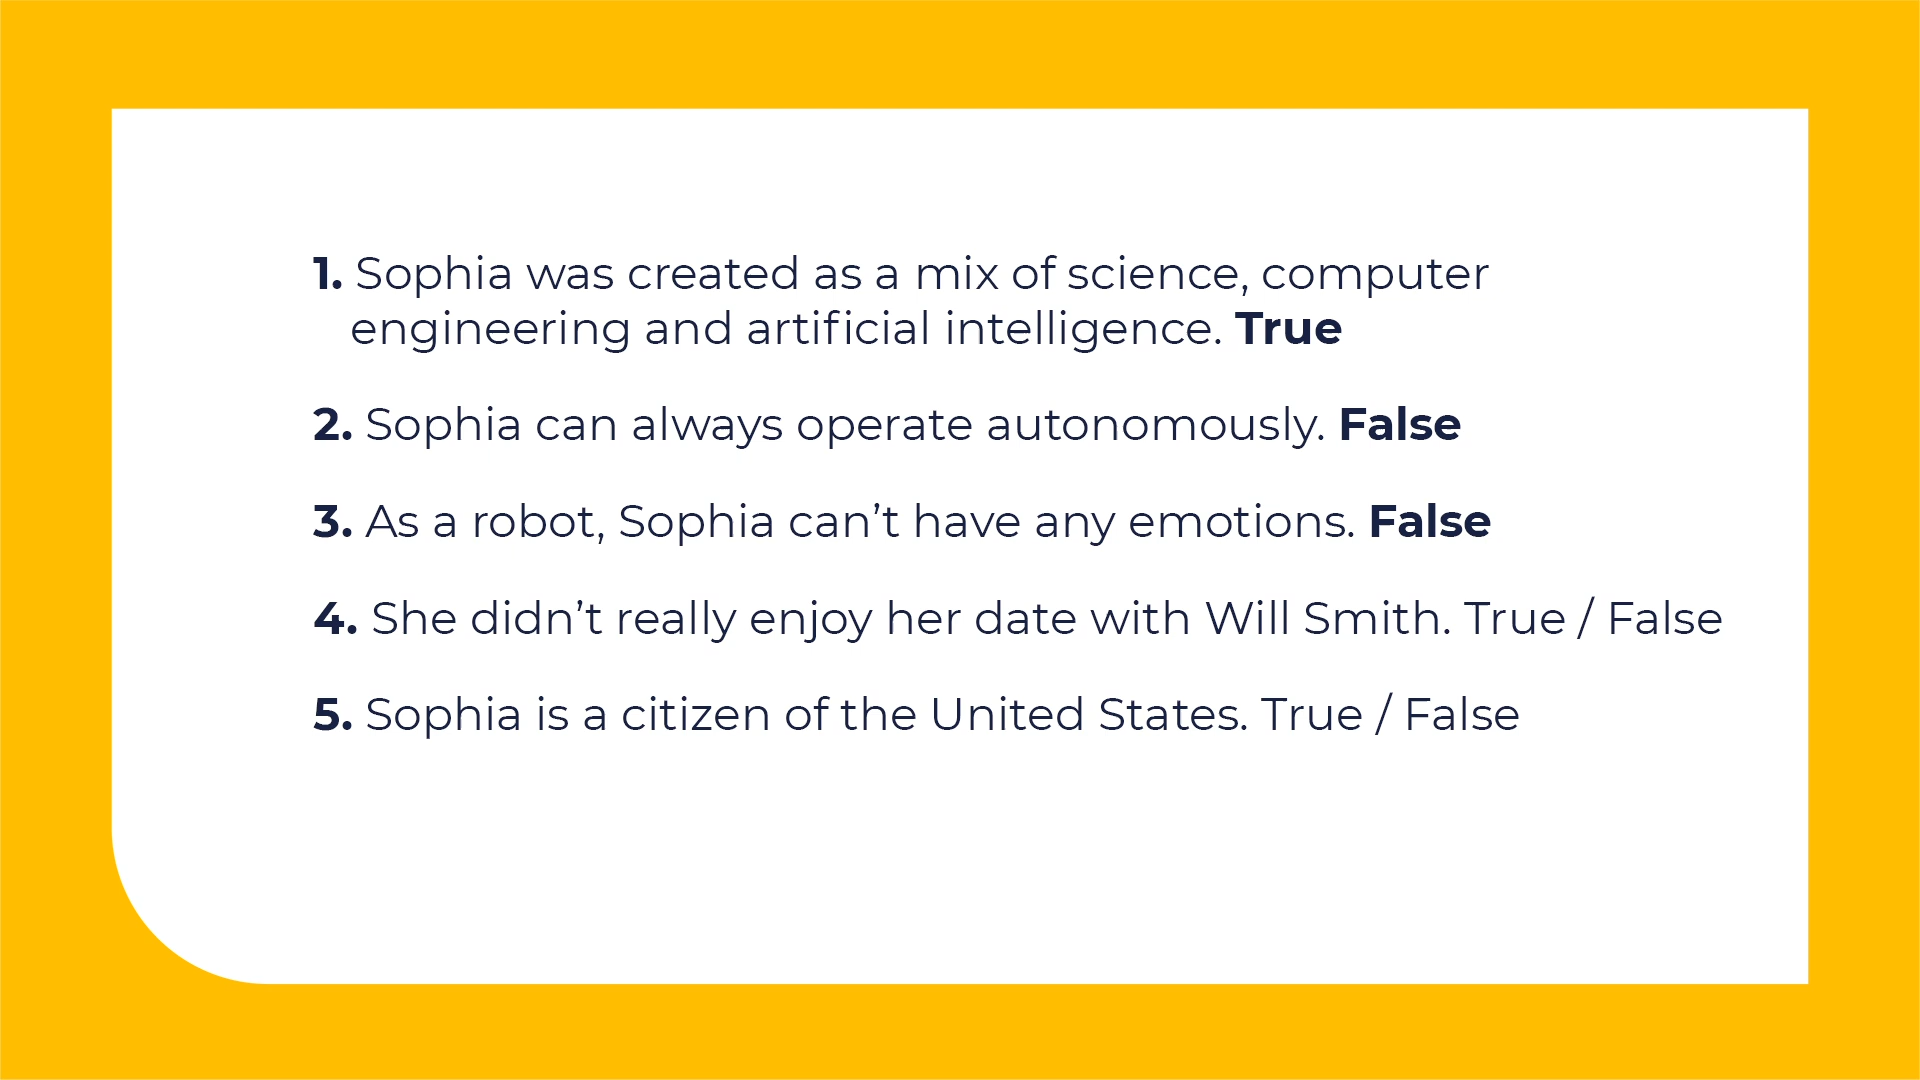 1. Sophia was created as a mix of science, computer
engineering and artificial intelligence. True
2. Sophia can always operate autonomously. False
3. As a robot, Sophia can’t have any emotions. False
4. She didn’t really enjoy her date with Will Smith. True / False
5. Sophia is a citizen of the United States. True / False